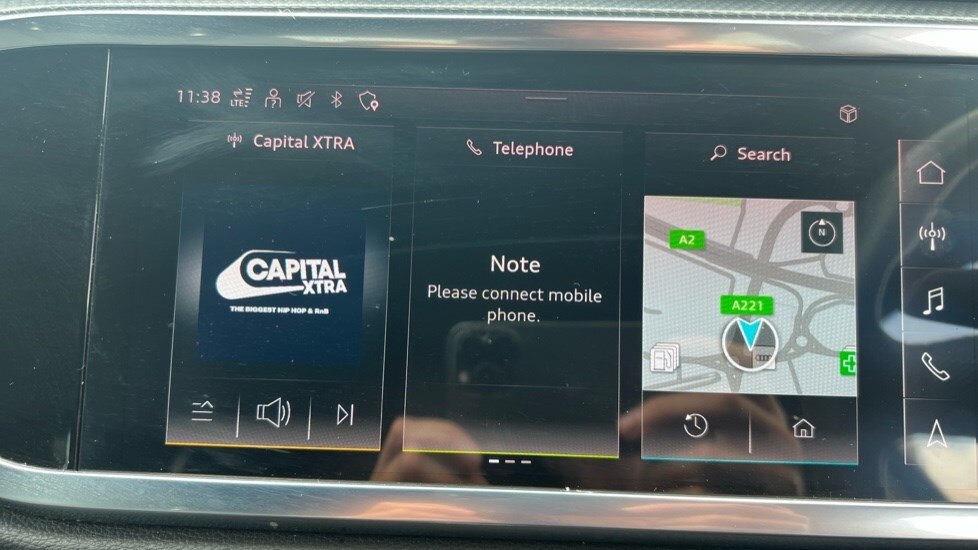 11:38
LTE
Capital XTRA
Telephone
Search
CAPITAL
XTRA
THE BIGGEST HIP HOP & RnB
Note
Please connect mobile
phone.
A2
N
A221